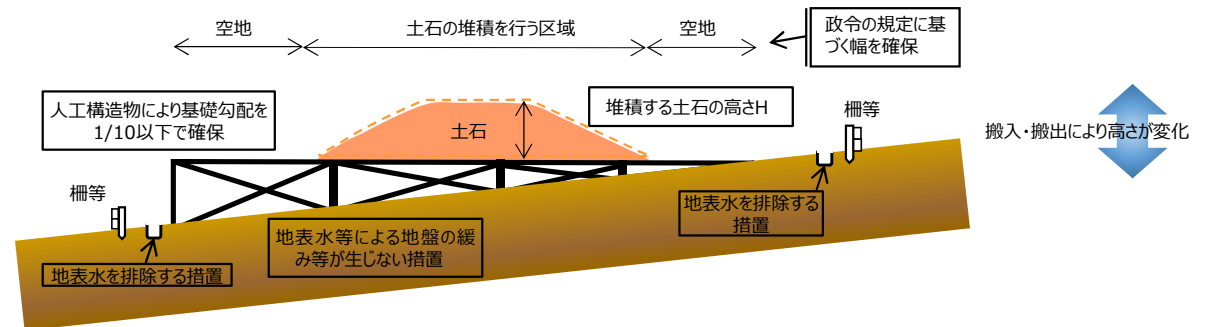 空地
土石の堆積を行う区域
空地
政令の規定に基
づく幅を確保
人工構造物により基礎勾配を
1/10以下で確保
堆積する土石の高さH
土石
柵等
搬入・搬出により高さが変化
柵等
地表水を排除する
措置
地表水等による地盤の緩
み等が生じない措置
地表水を排除する措置